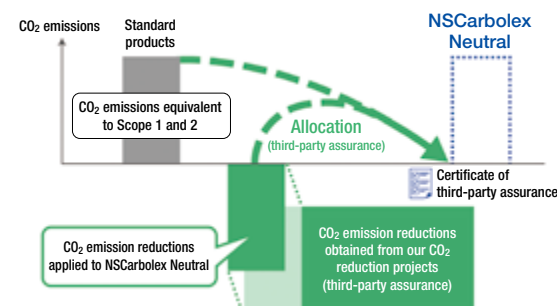 CO₂ emissions
Standard
products
NSCarbolex
Neutral
CO₂ emissions equivalent
to Scope 1 and 2
Allocation
(third-party assurance)
Certificate of
third-party assurance
CO₂ emission reductions
applied to NSCarbolex Neutral
CO₂ emission reductions
obtained from our CO₂
reduction projects
(third-party assurance)